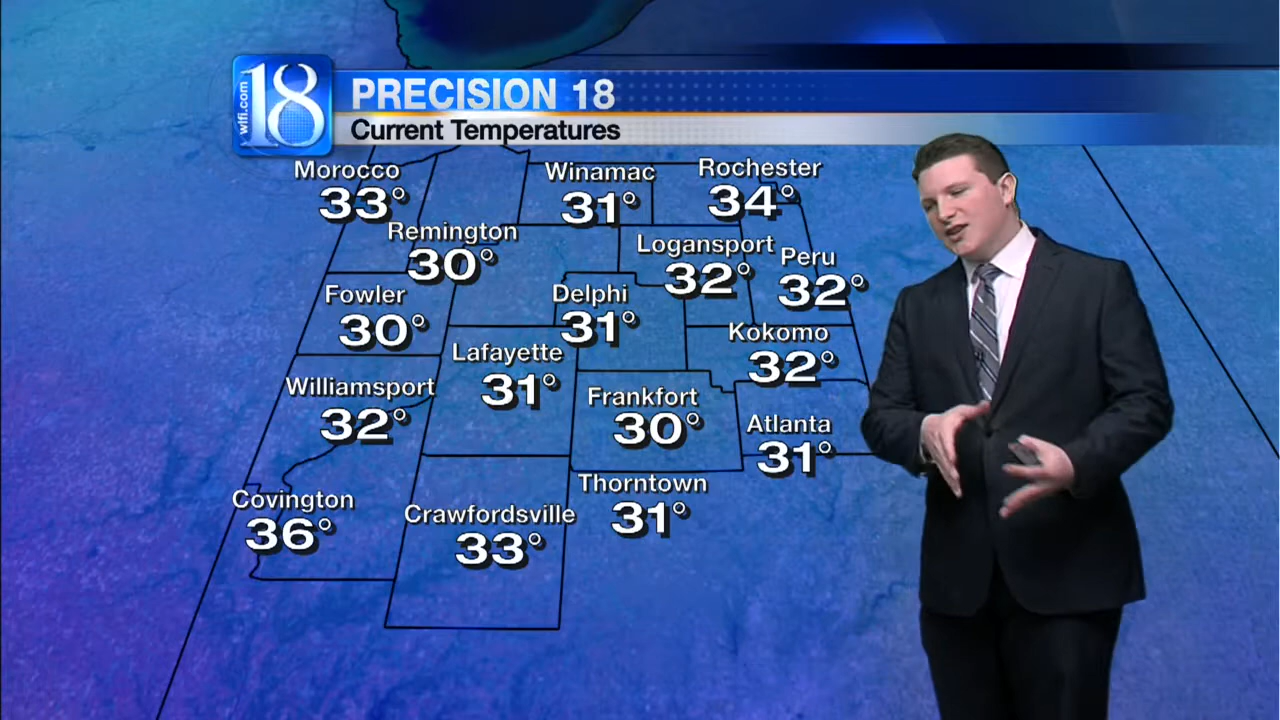 wlfi.com
18
PRECISION 18
Current Temperatures
Morocco
33°
Winamac
31°
Rochester
34°
Remington
30°
Logansport
32°
Peru
32°
Fowler
30°
Delphi
31°
Kokomo
32°
Lafayette
31°
Williamsport
32°
Frankfort
30°
Atlanta
31°
Covington
36°
Crawfordsville
33°
Thorntown
31°